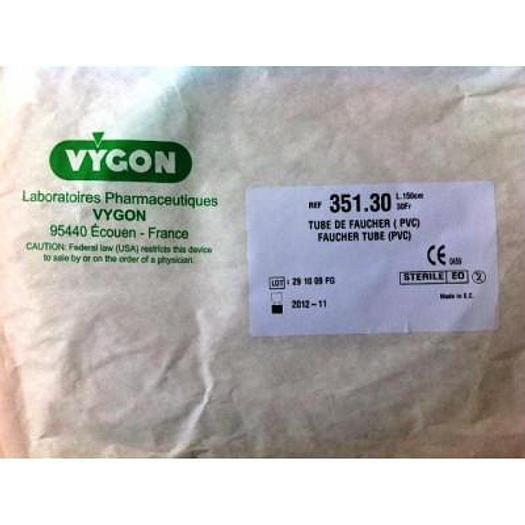 VYGON
Laboratoires Pharmaceutiques
VYGON
95440 Écouen - France
CAUTION: Federal law (USA) restricts this device
to sale by or on the order of a physician.
REF 351.30 L.150cm
30Fr
TUBE DE FAUCHER ( PVC)
FAUCHER TUBE (PVC)
CE 0459
LOT : 29 10 09 FG
STERILE EO 2
2012-11
Made in E.C.